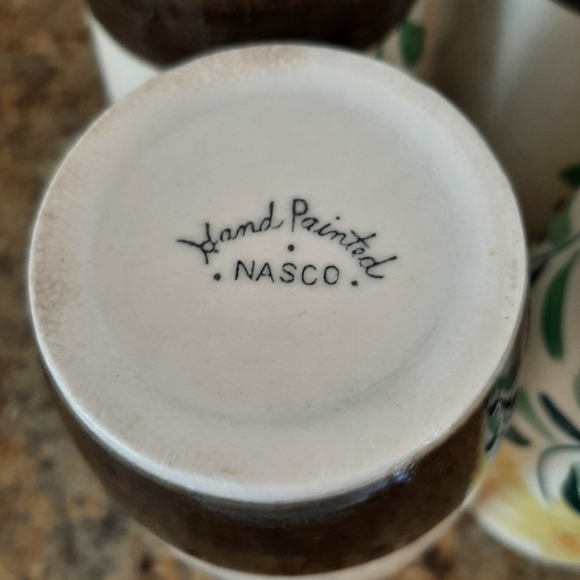 Hand Painted
• NASCO •